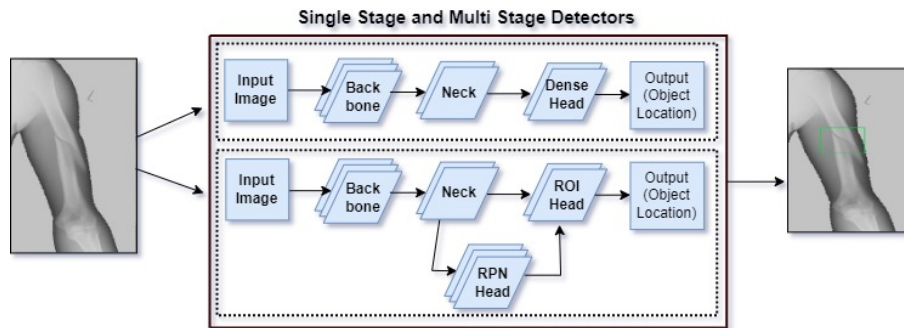 Single Stage and Multi Stage Detectors
Input
Image
Back
bone
Neck
Dense
Head
Output
(Object
Location)
Input
Image
Back
bone
Neck
ROI
Head
Output
(Object
Location)
RPN
Head